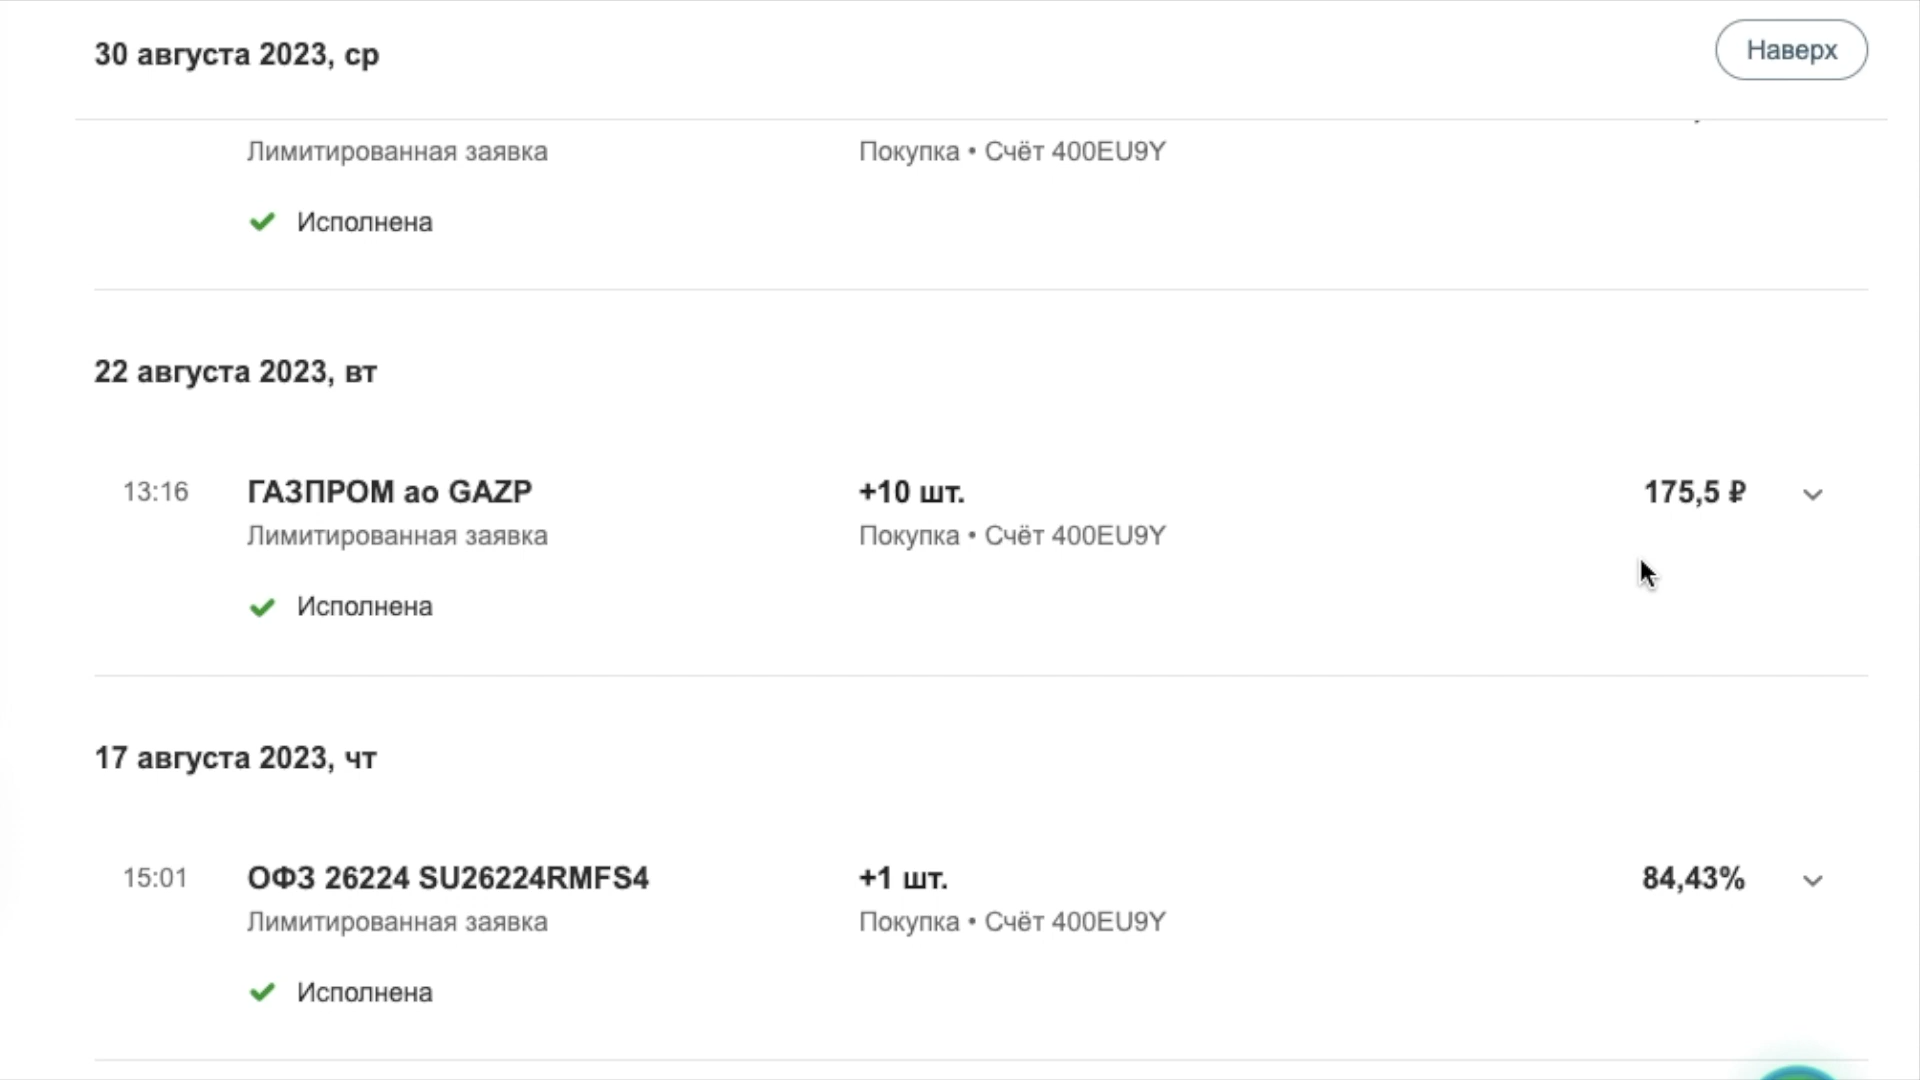 30 августа 2023, ср
Наверх
Лимитированная заявка
Покупка • Счёт 400EU9Y
Исполнена
22 августа 2023, вт
13:16
ГАЗПРОМ ао GAZP
+10 шт.
175,5 ₽
Лимитированная заявка
Покупка • Счёт 400EU9Y
Исполнена
17 августа 2023, чт
15:01
ОФЗ 26224 SU26224RMFS4
+1 шт.
84,43%
Лимитированная заявка
Покупка • Счёт 400EU9Y
Исполнена